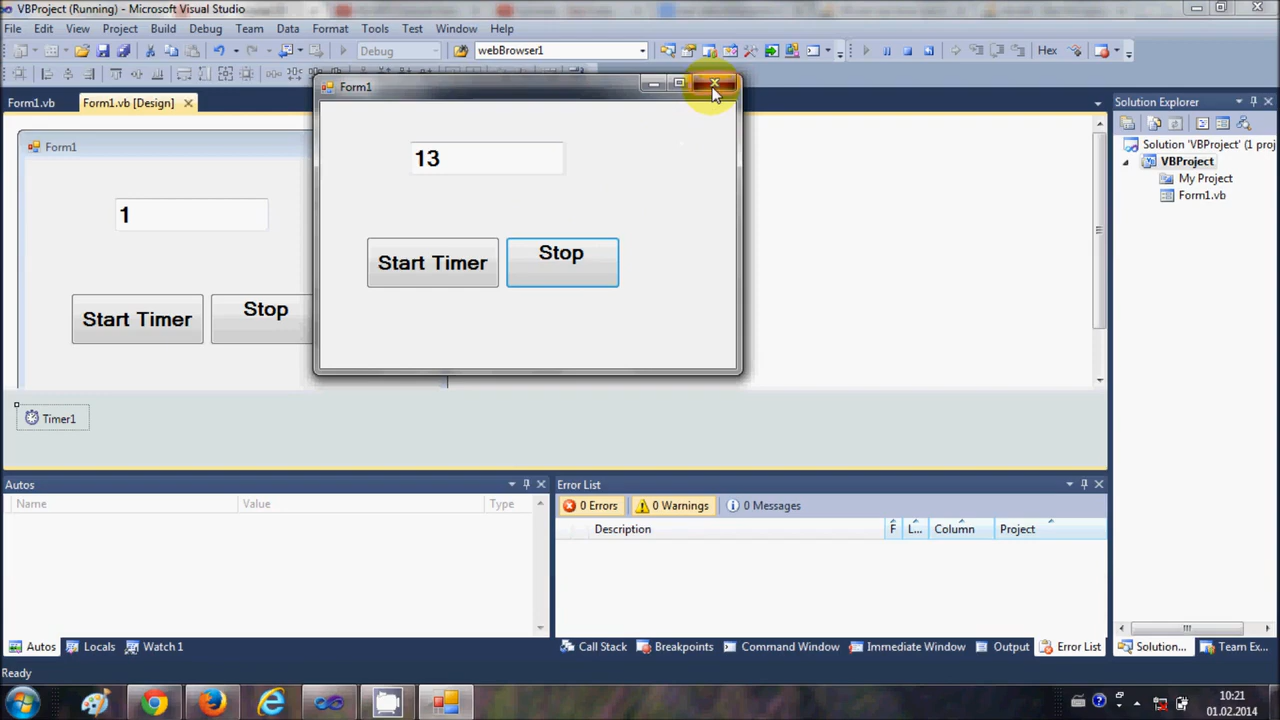 VBProject (Running) - Microsoft Visual Studio
File Edit View Project Build Debug Team Data Format Tools Test Window Help
Debug webBrowser1 Hex
Form1.vb Form1.vb [Design]
Solution Explorer
Solution 'VBProject' (1 proj
VBProject
My Project
Form1.vb
Form1
1
Start Timer Stop
Form1
13
Start Timer Stop
Timer1
Autos
Name Value Type
Error List
0 Errors 0 Warnings 0 Messages
Description F L... Column Project
Autos Locals Watch 1
Call Stack Breakpoints Command Window Immediate Window Output Error List
Solution... Team Ex...
Ready
10:21
01.02.2014